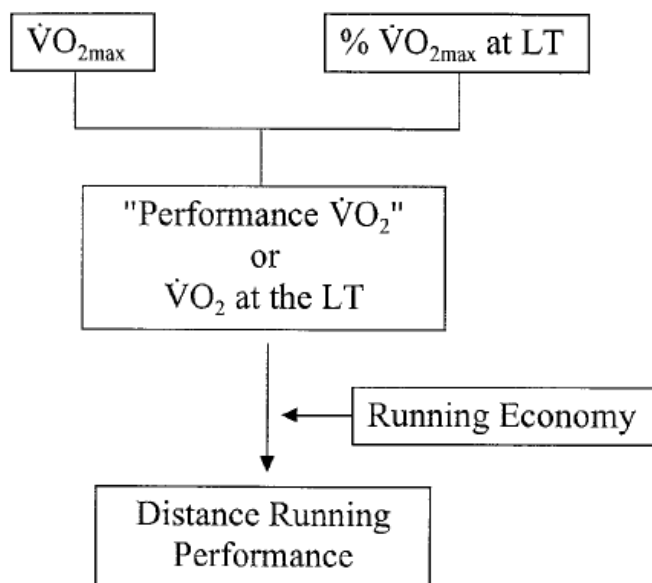 V̇O₂max
% V̇O₂max at LT
"Performance V̇O₂"
or
V̇O₂ at the LT
Running Economy
Distance Running
Performance